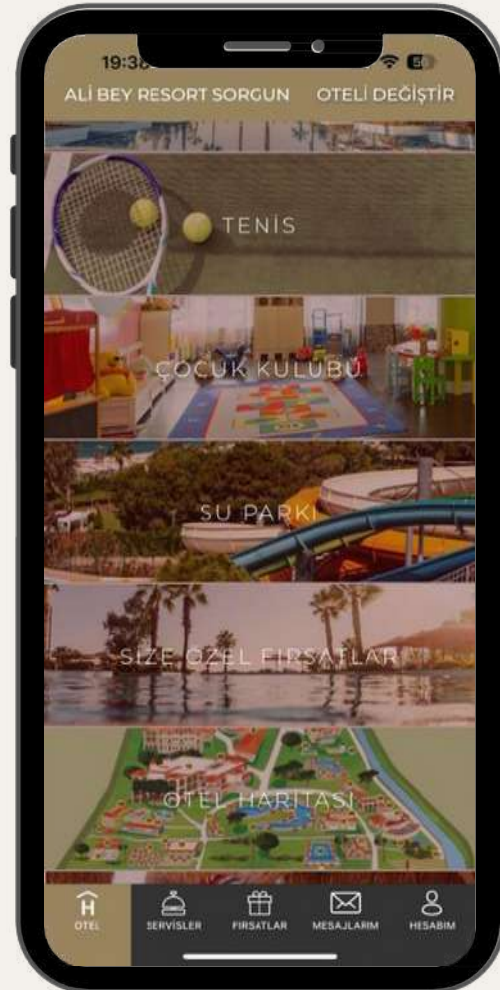 ALİ BEY RESORT SORGUN OTELİ DEĞİŞTİR
TENİS
ÇOCUK KULÜBÜ
SU PARKI
SİZE ÖZEL FIRSATLAR
OTEL HARİTASI
OTEL SERVİSLER FIRSATLAR MESAJLARIM HESABIM